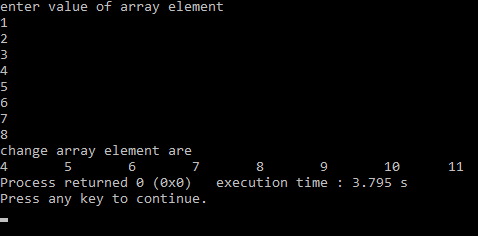 enter value of array element
1
2
3
4
5
6
7
8
change array element are
4 5 6 7 8 9 10 11
Process returned 0 (0x0) execution time : 3.795 s
Press any key to continue.